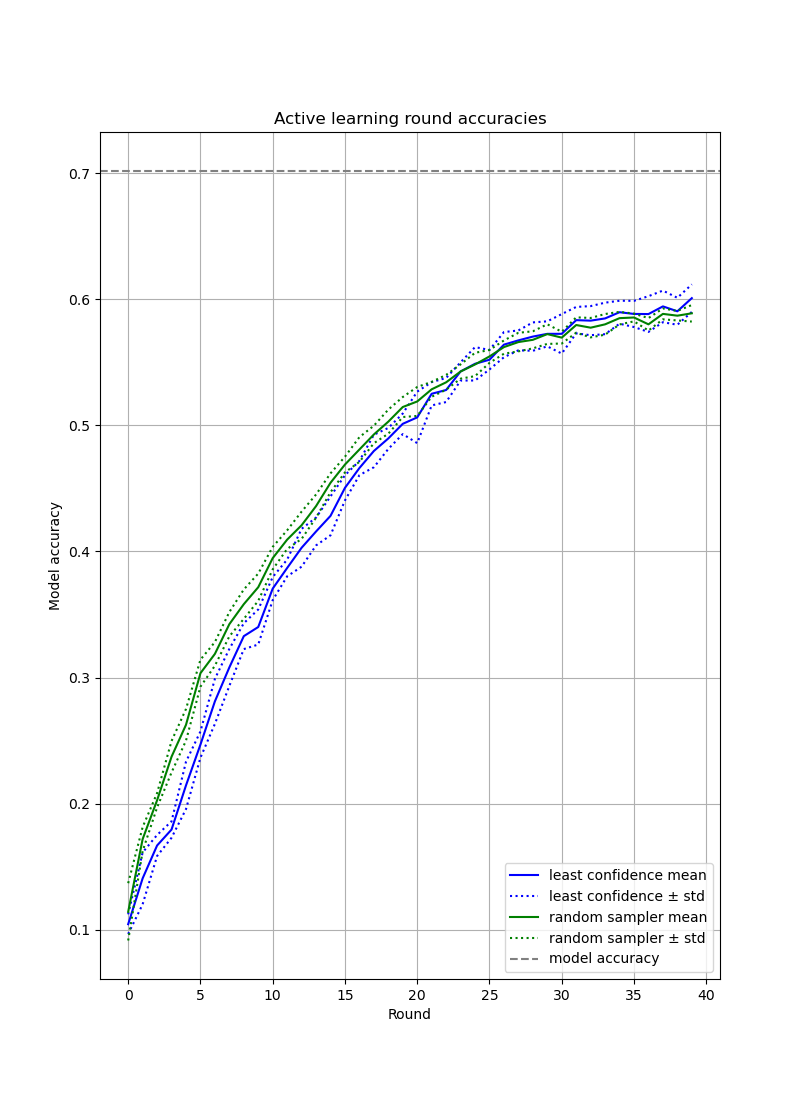 Active learning round accuracies
0.7
0.6
0.5
0.4
0.3
0.2
0.1
Model accuracy
least confidence mean
least confidence ± std
random sampler mean
random sampler ± std
model accuracy
0 5 10 15 20 25 30 35 40
Round